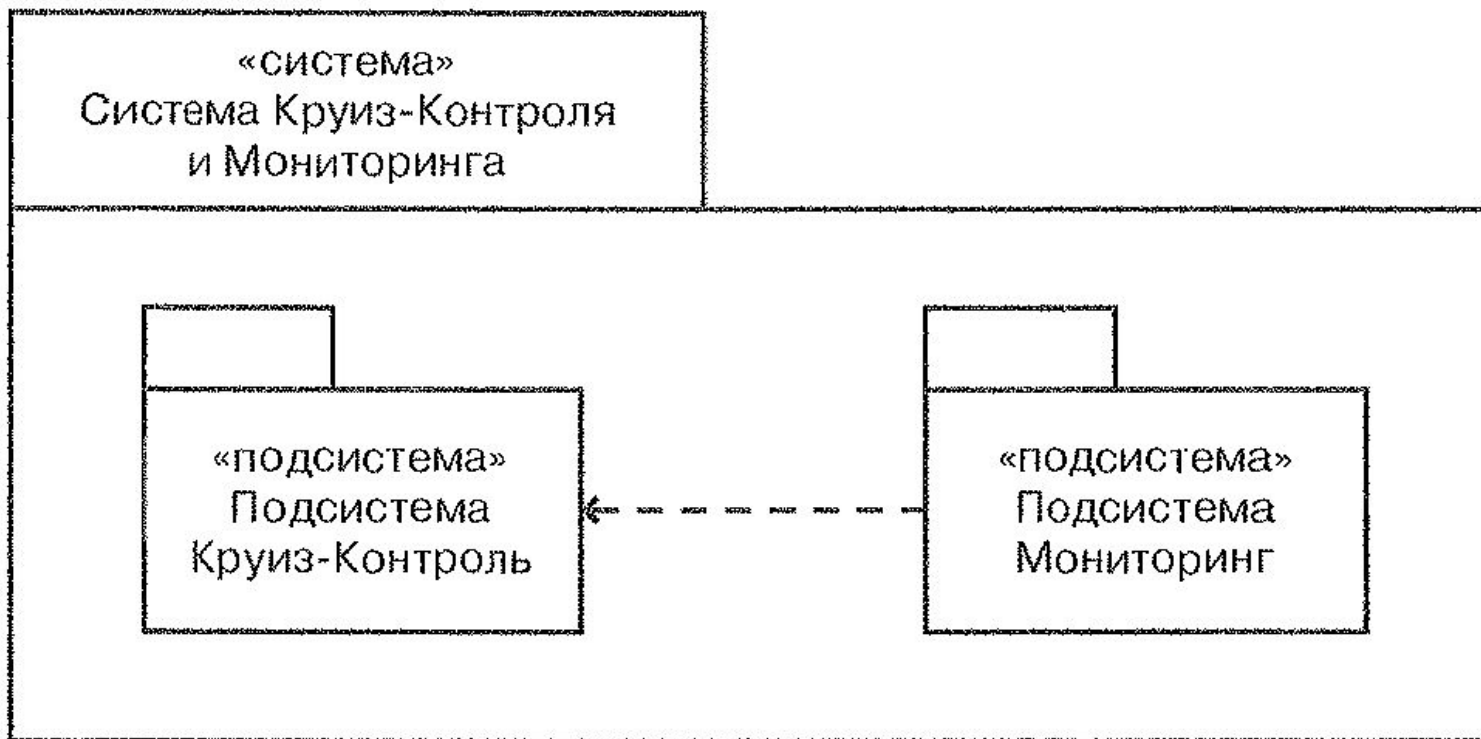 «система»
Система Круиз-Контроля
и Мониторинга
«подсистема»
Подсистема
Круиз-Контроль
«подсистема»
Подсистема
Мониторинг